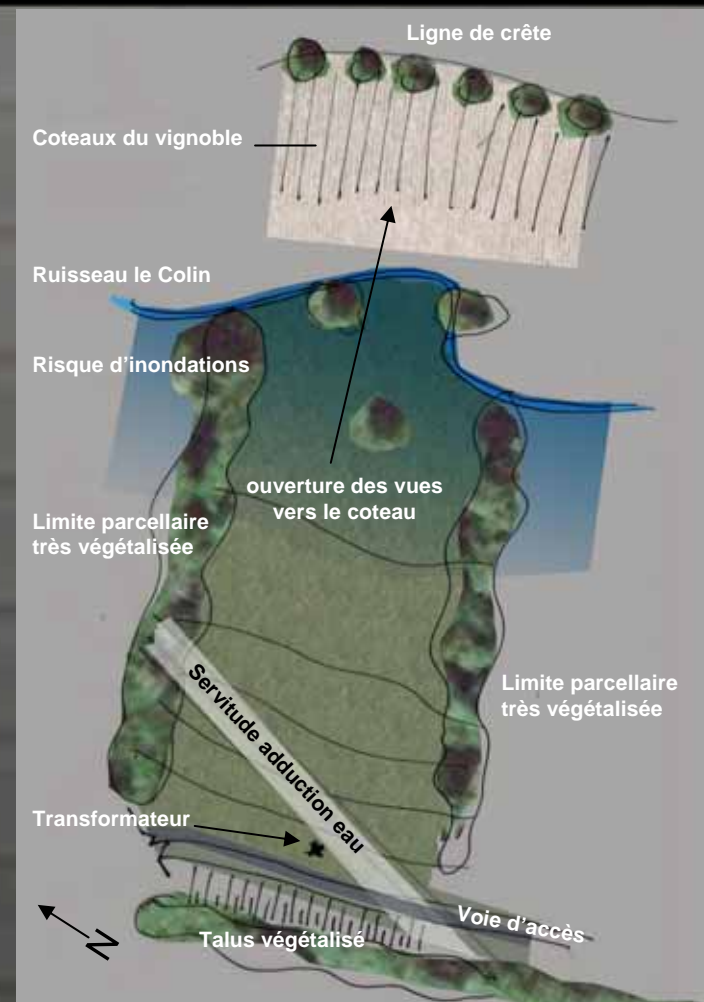 Ligne de crête
Coteaux du vignoble
Ruisseau le Colin
Risque d'inondations
ouverture des vues
vers le coteau
Limite parcellaire
très végétalisée
Limite parcellaire
très végétalisée
Servitude adduction eau
Transformateur
Voie d'accès
Talus végétalisé
N